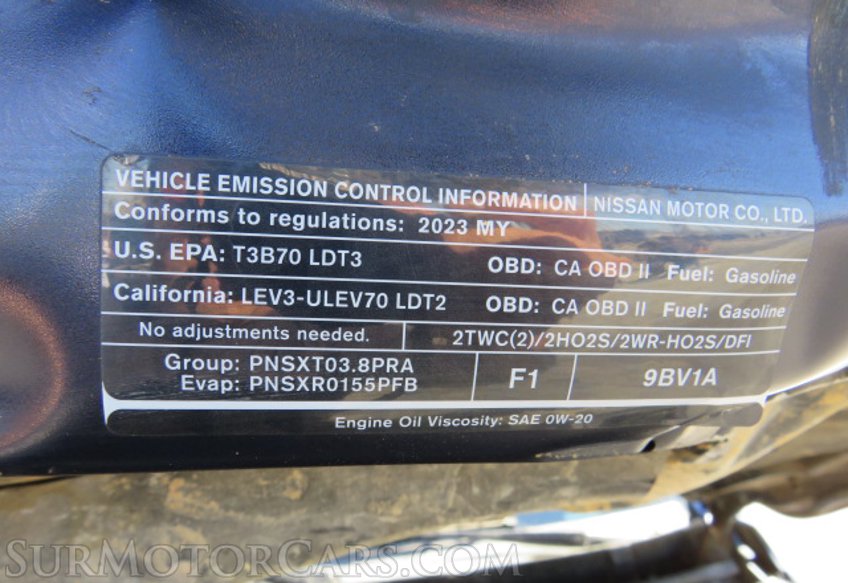 VEHICLE EMISSION CONTROL INFORMATION NISSAN MOTOR CO., LTD.
Conforms to regulations: 2023 MY
U.S. EPA: T3B70 LDT3 OBD: CA OBD II Fuel: Gasoline
California: LEV3-ULEV70 LDT2 OBD: CA OBD II Fuel: Gasoline
No adjustments needed. 2TWC(2)/2HO2S/2WR-HO2S/DFI
Group: PNSXT03.8PRA
Evap: PNSXR0155PFB
F1 9BV1A
Engine Oil Viscosity: SAE 0W-20
SurMotorCars.com